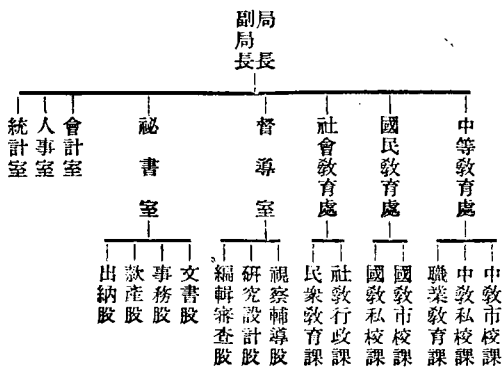 局長
副局長
中等教育處
國民教育處
社會教育處
督導室
祕書室
會計室
人事室
統計室
中教市校課
中教私校課
職業教育課
國教市校課
國教私校課
社教行政課
民衆教育課
視察輔導股
研究設計股
編輯審查股
文書股
事務股
款產股
出納股